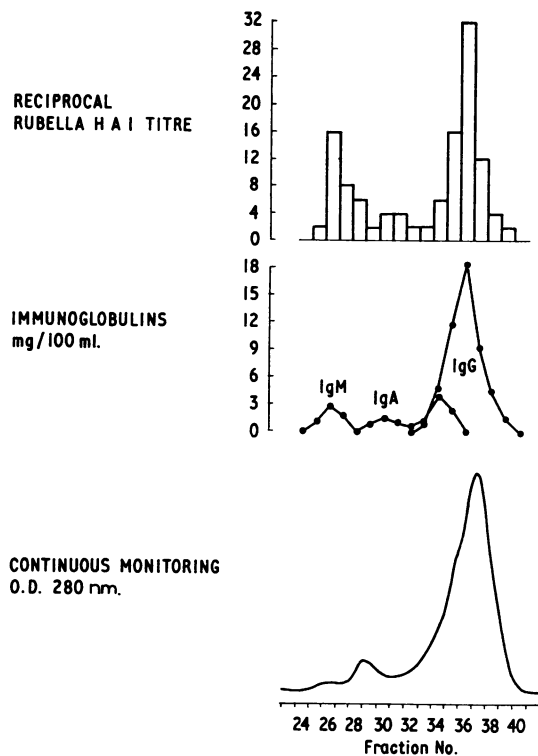 RECIPROCAL
RUBELLA H A I TITRE
32
28
24
20
16
12
8
4
0
IMMUNOGLOBULINS
mg/100 ml.
18
15
12
9
6
3
0
IgM
IgA
IgG
CONTINUOUS MONITORING
O.D. 280 nm.
24 26 28 30 32 34 36 38 40
Fraction No.